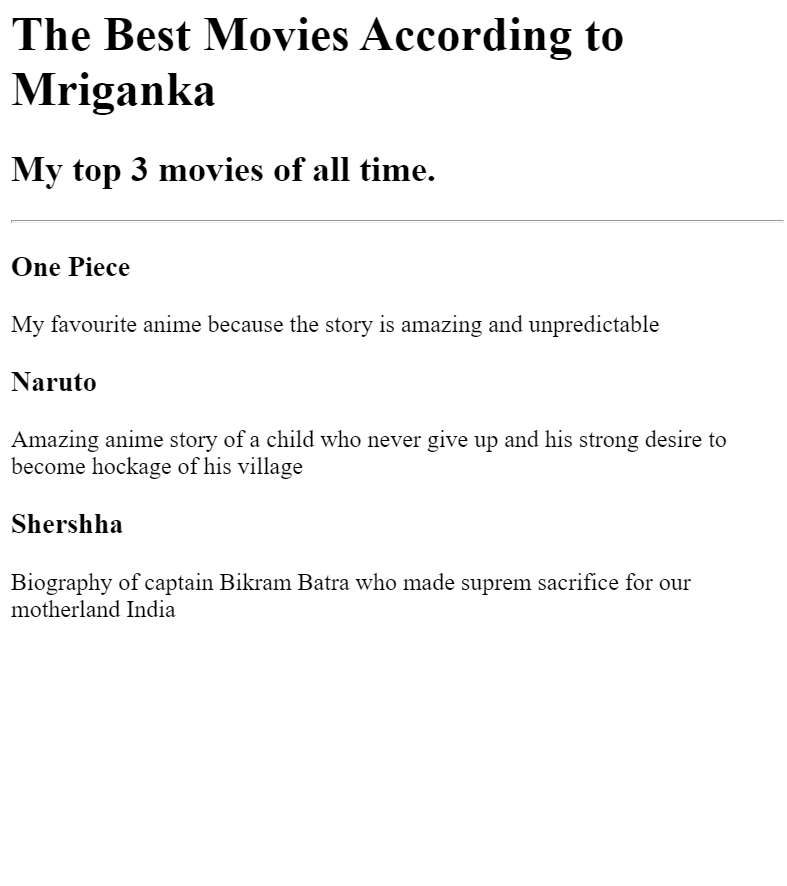 The Best Movies According to
Mriganka
My top 3 movies of all time.
One Piece
My favourite anime because the story is amazing and unpredictable
Naruto
Amazing anime story of a child who never give up and his strong desire to
become hockage of his village
Shershha
Biography of captain Bikram Batra who made suprem sacrifice for our
motherland India